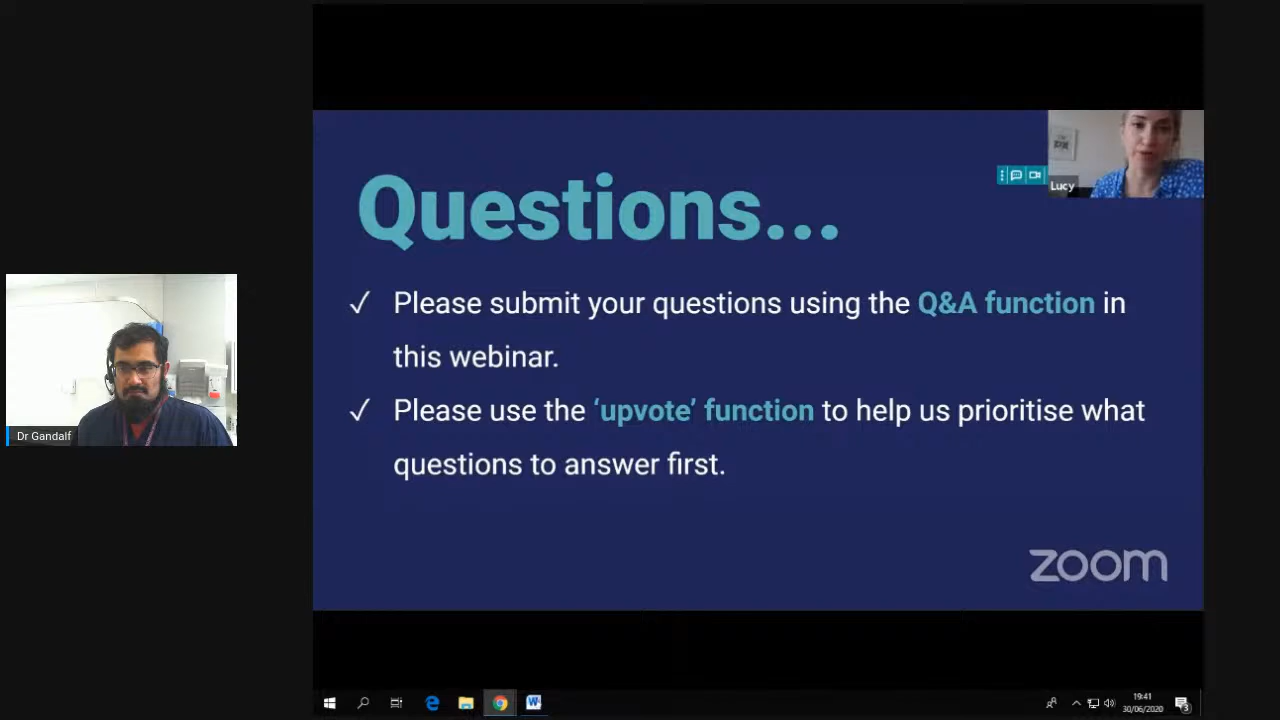 Questions...
Lucy
✓ Please submit your questions using the Q&A function in
this webinar.
✓ Please use the ‘upvote’ function to help us prioritise what
questions to answer first.
Dr Gandalf
zoom
19:41
30/06/2020
3